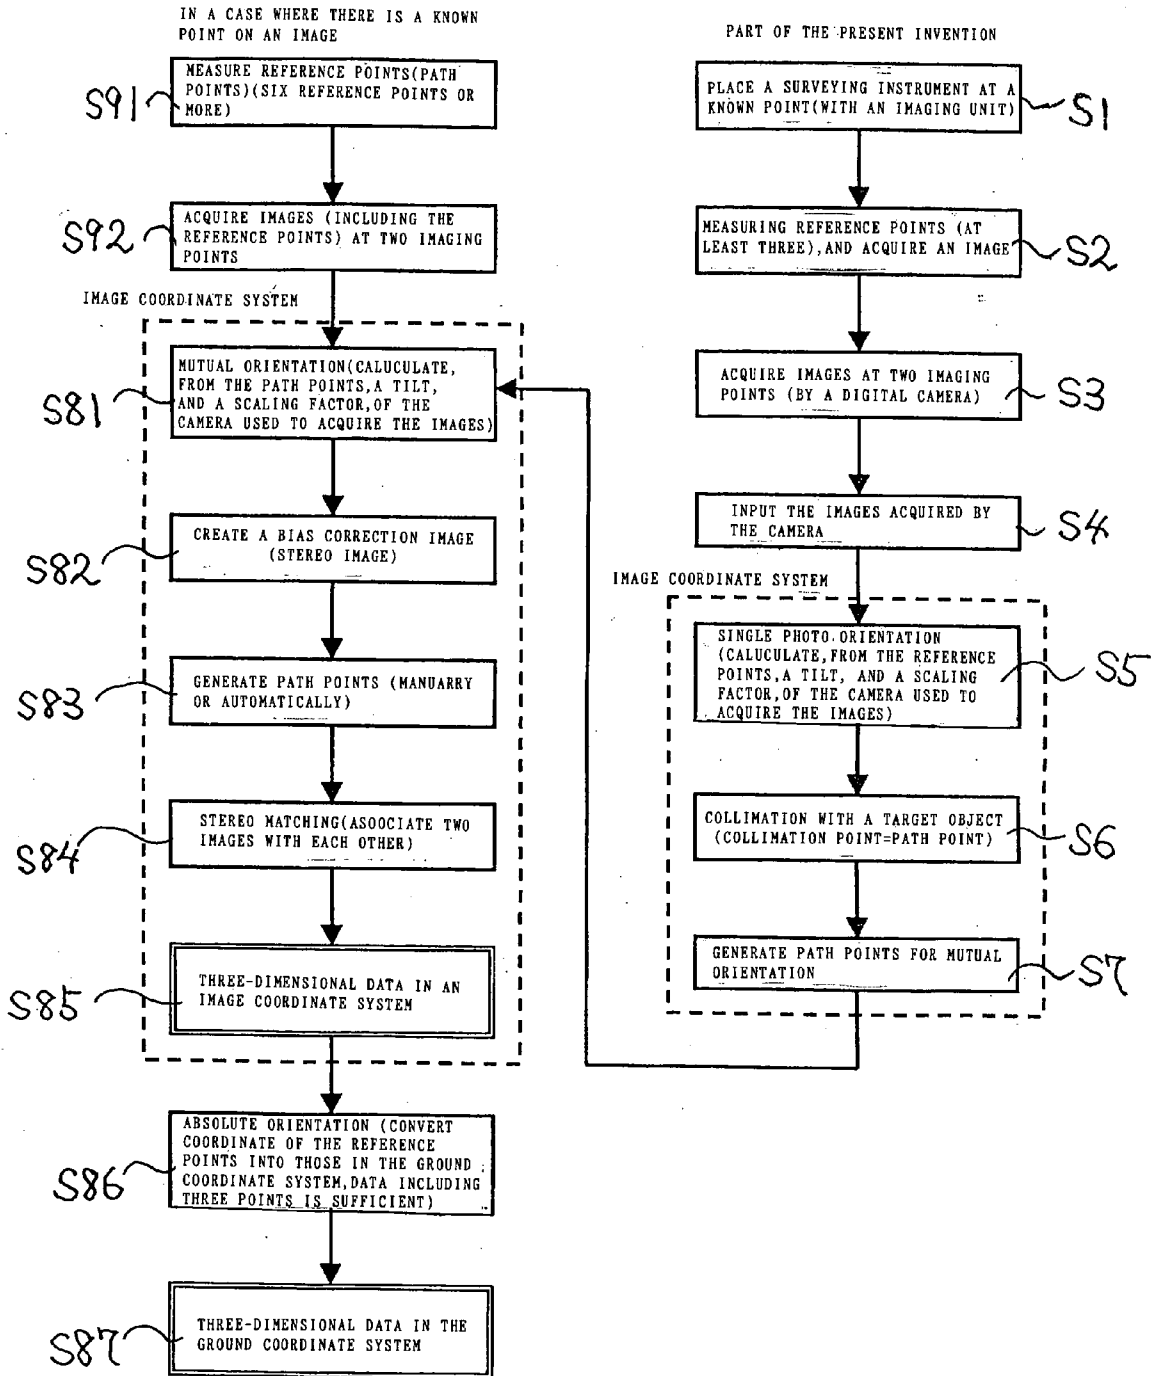 IN A CASE WHERE THERE IS A KNOWN
POINT ON AN IMAGE
MEASURE REFERENCE POINTS(PATH
POINTS)(SIX REFERENCE POINTS OR
MORE)
S91
ACQUIRE IMAGES (INCLUDING THE
REFERENCE POINTS) AT TWO IMAGING
POINTS
S92
IMAGE COORDINATE SYSTEM
MUTUAL ORIENTATION(CALUCULATE,
FROM THE PATH POINTS,A TILT,
AND A SCALING FACTOR,OF THE
CAMERA USED TO ACQUIRE THE IMAGES)
S81
CREATE A BIAS CORRECTION IMAGE
(STEREO IMAGE)
S82
GENERATE PATH POINTS (MANUARRY
OR AUTOMATICALLY)
S83
STEREO MATCHING(ASOOCIATE TWO
IMAGES WITH EACH OTHER)
S84
THREE-DIMENSIONAL DATA IN AN
IMAGE COORDINATE SYSTEM
S85
ABSOLUTE ORIENTATION (CONVERT
COORDINATE OF THE REFERENCE
POINTS INTO THOSE IN THE GROUND
COORDINATE SYSTEM,DATA INCLUDING
THREE POINTS IS SUFFICIENT)
S86
THREE-DIMENSIONAL DATA IN THE
GROUND COORDINATE SYSTEM
S87
PART OF THE PRESENT INVENTION
PLACE A SURVEYING INSTRUMENT AT A
KNOWN POINT(WITH AN IMAGING UNIT)
S1
MEASURING REFERENCE POINTS (AT
LEAST THREE),AND ACQUIRE AN IMAGE
S2
ACQUIRE IMAGES AT TWO IMAGING
POINTS (BY A DIGITAL CAMERA)
S3
INPUT THE IMAGES ACQUIRED BY
THE CAMERA
S4
IMAGE COORDINATE SYSTEM
SINGLE PHOTO ORIENTATION
(CALUCULATE,FROM THE REFERENCE
POINTS,A TILT, AND A SCALING
FACTOR,OF THE CAMERA USED TO
ACQUIRE THE IMAGES)
S5
COLLIMATION WITH A TARGET OBJECT
(COLLIMATION POINT=PATH POINT)
S6
GENERATE PATH POINTS FOR MUTUAL
ORIENTATION
S7